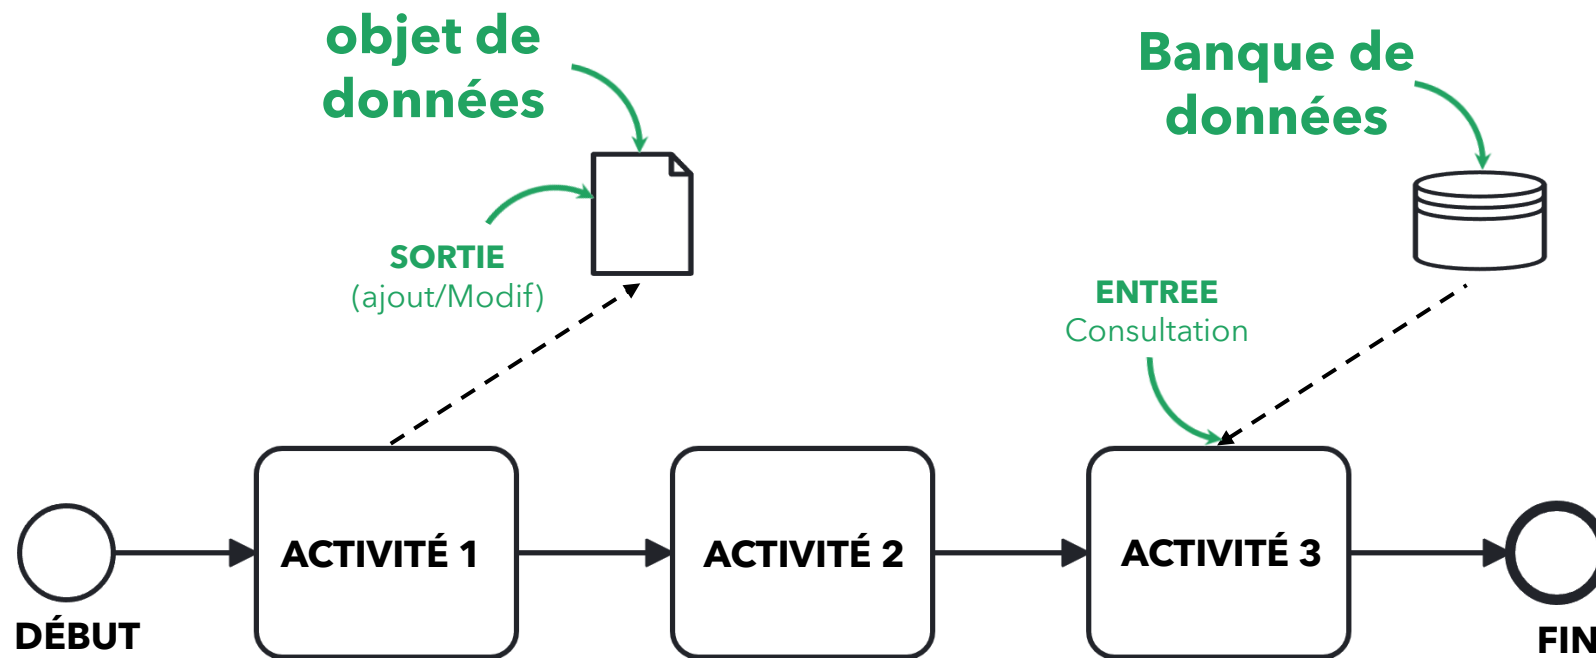 objet de
données
Banque de
données
SORTIE
(ajout/Modif)
ENTREE
Consultation
ACTIVITÉ 1
ACTIVITÉ 2
ACTIVITÉ 3
DÉBUT
FIN